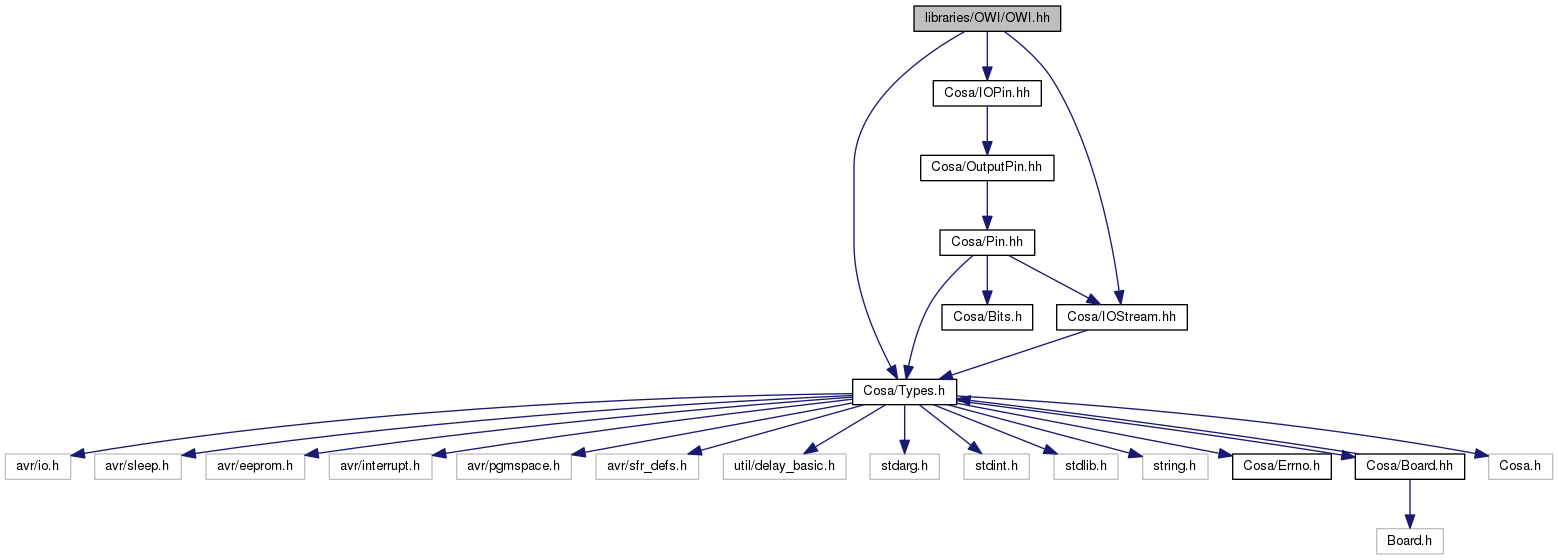 libraries/OWI/OWI.hh
Cosa/IOPin.hh
Cosa/OutputPin.hh
Cosa/Pin.hh
Cosa/Bits.h
Cosa/IOStream.hh
Cosa/Types.h
avr/io.h
avr/sleep.h
avr/eeprom.h
avr/interrupt.h
avr/pgmspace.h
avr/sfr_defs.h
util/delay_basic.h
stdarg.h
stdint.h
stdlib.h
string.h
Cosa/Errno.h
Cosa/Board.hh
Cosa.h
Board.h